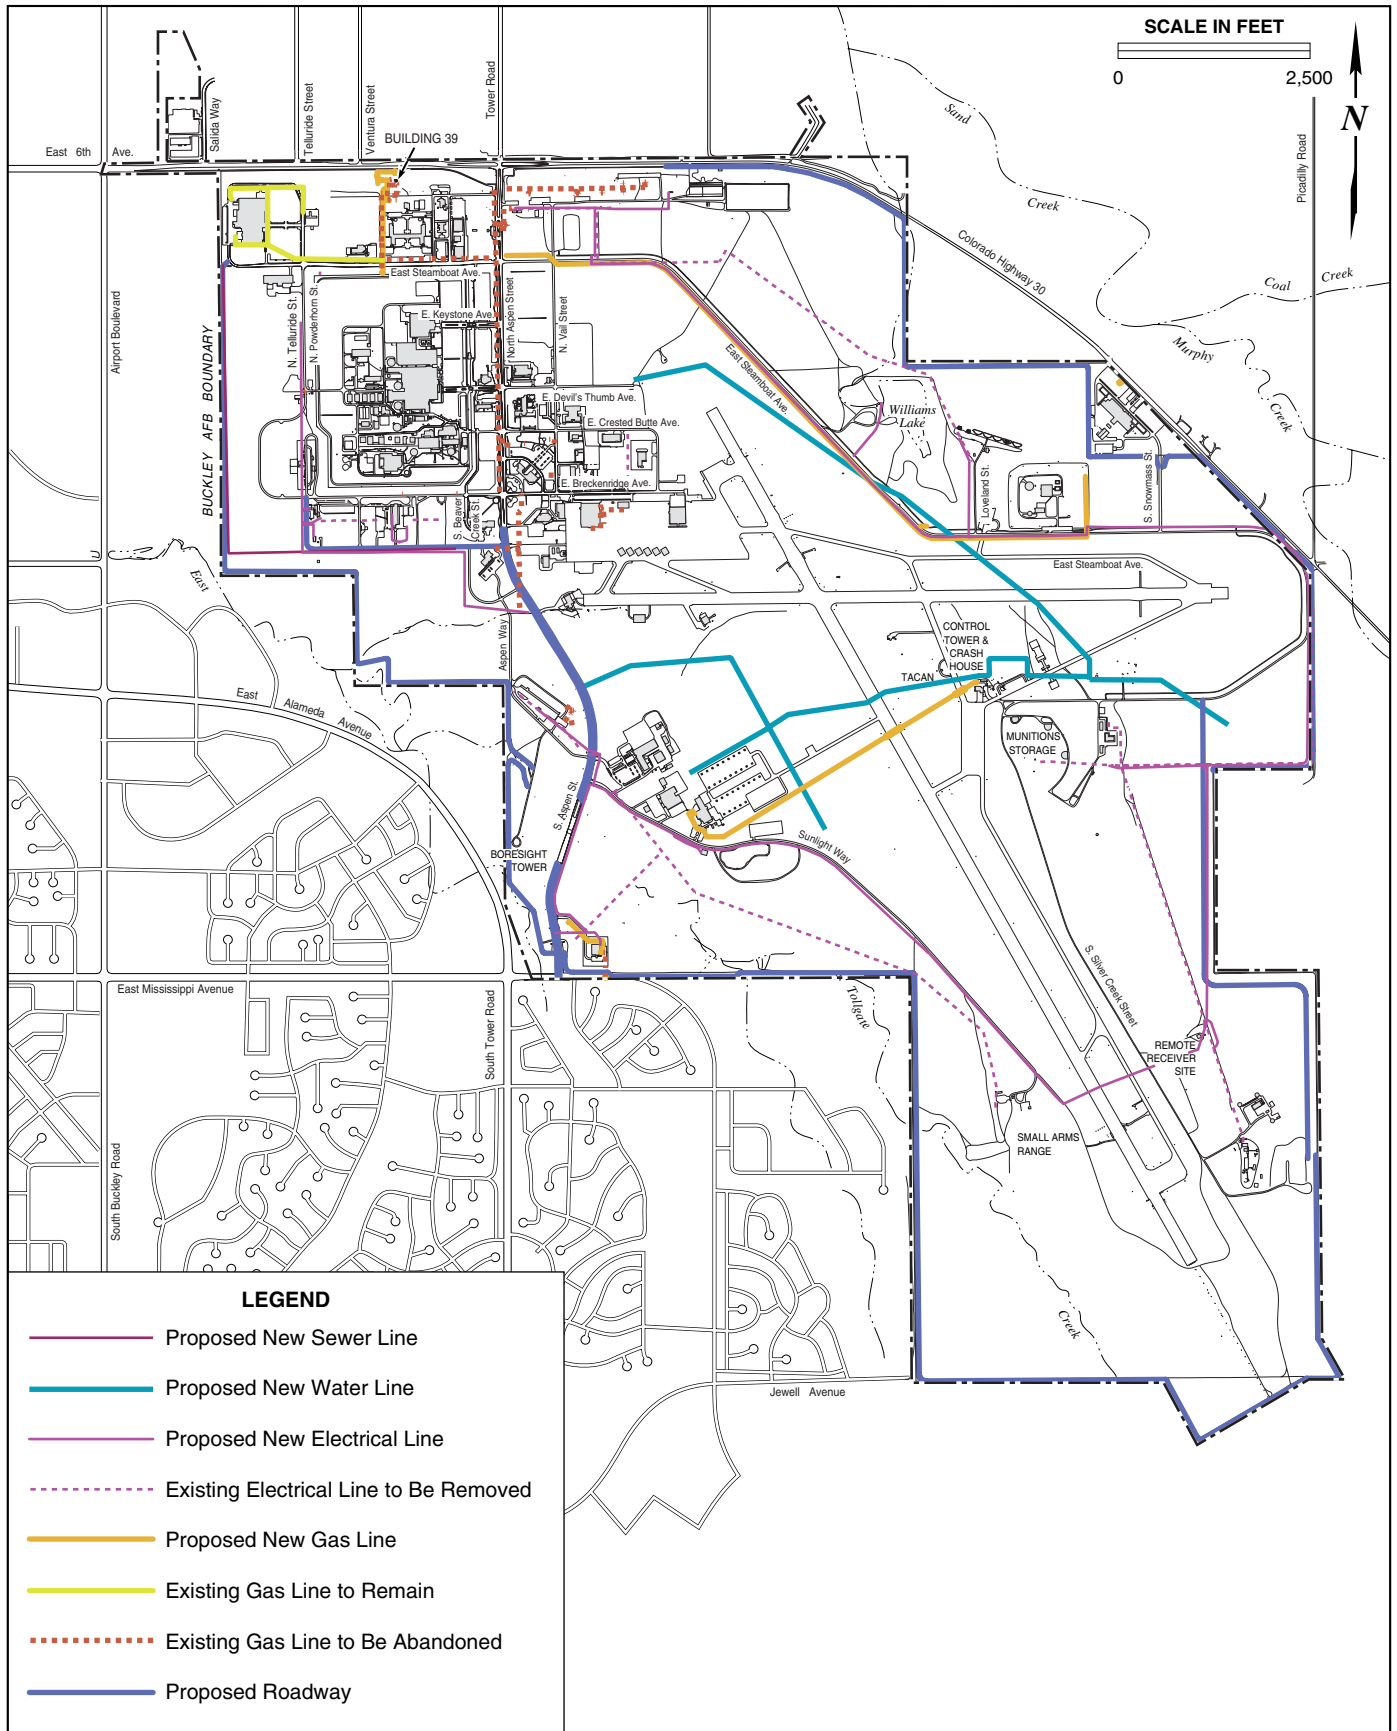 SCALE IN FEET
0 2,500
N
Sand
Creek
Picadilly Road
Salida Way
Telluride Street
Ventura Street
Tower Road
BUILDING 39
East 6th Ave.
Colorado Highway 30
Coal Creek
Murphy
Creek
Airport Boulevard
BUCKLEY AFB BOUNDARY
East Steamboat Ave.
N. Telluride St.
N. Powderhorn St.
E. Keystone Ave.
North Aspen Street
N. Vail Street
East Steamboat Ave.
E. Devil's Thumb Ave.
E. Crested Butte Ave.
Williams
Lake
E. Breckenridge Ave.
S. Beaver
Creek St.
Loveland St.
S. Snowmass St.
East Steamboat Ave.
East
Aspen Way
CONTROL
TOWER &
CRASH
HOUSE
TACAN
East
Alameda Avenue
MUNITIONS
STORAGE
S. Aspen St.
BORESIGHT
TOWER
Sunlight Way
S. Silver Creek Street
East Mississippi Avenue
South Tower Road
Tollgate
REMOTE
RECEIVER
SITE
SMALL ARMS
RANGE
South Buckley Road
Creek
Jewell Avenue
LEGEND
Proposed New Sewer Line
Proposed New Water Line
Proposed New Electrical Line
Existing Electrical Line to Be Removed
Proposed New Gas Line
Existing Gas Line to Remain
Existing Gas Line to Be Abandoned
Proposed Roadway